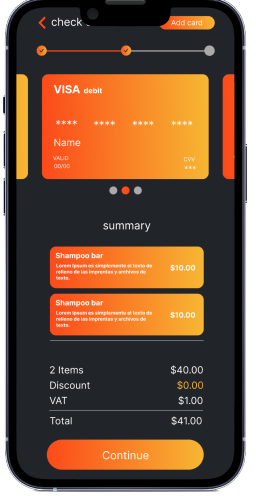 check
Add card
VISA debit
**** **** **** ****
Name
VALID
00/00
CVV
***
summary
Shampoo bar
Lorem Ipsum es simplemente el texto de
relleno de las imprentas y archivos de
texto.
$10.00
Shampoo bar
Lorem Ipsum es simplemente el texto de
relleno de las imprentas y archivos de
texto.
$10.00
2 Items $40.00
Discount $0.00
VAT $1.00
Total $41.00
Continue